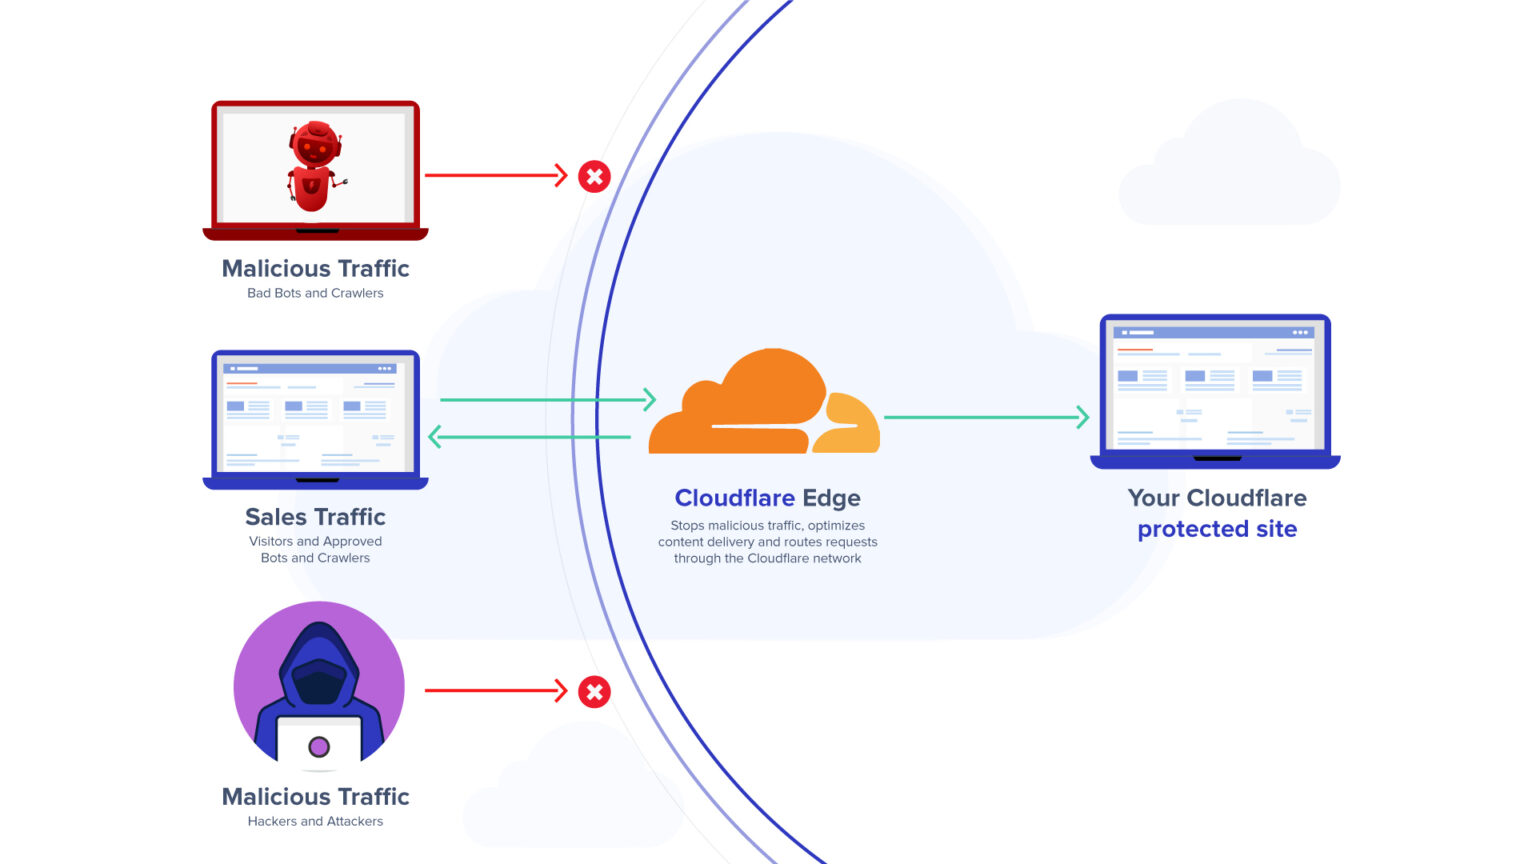 Malicious Traffic
Bad Bots and Crawlers
Sales Traffic
Visitors and Approved
Bots and Crawlers
Malicious Traffic
Hackers and Attackers
Cloudflare Edge
Stops malicious traffic, optimizes
content delivery and routes requests
through the Cloudflare network
Your Cloudflare
protected site